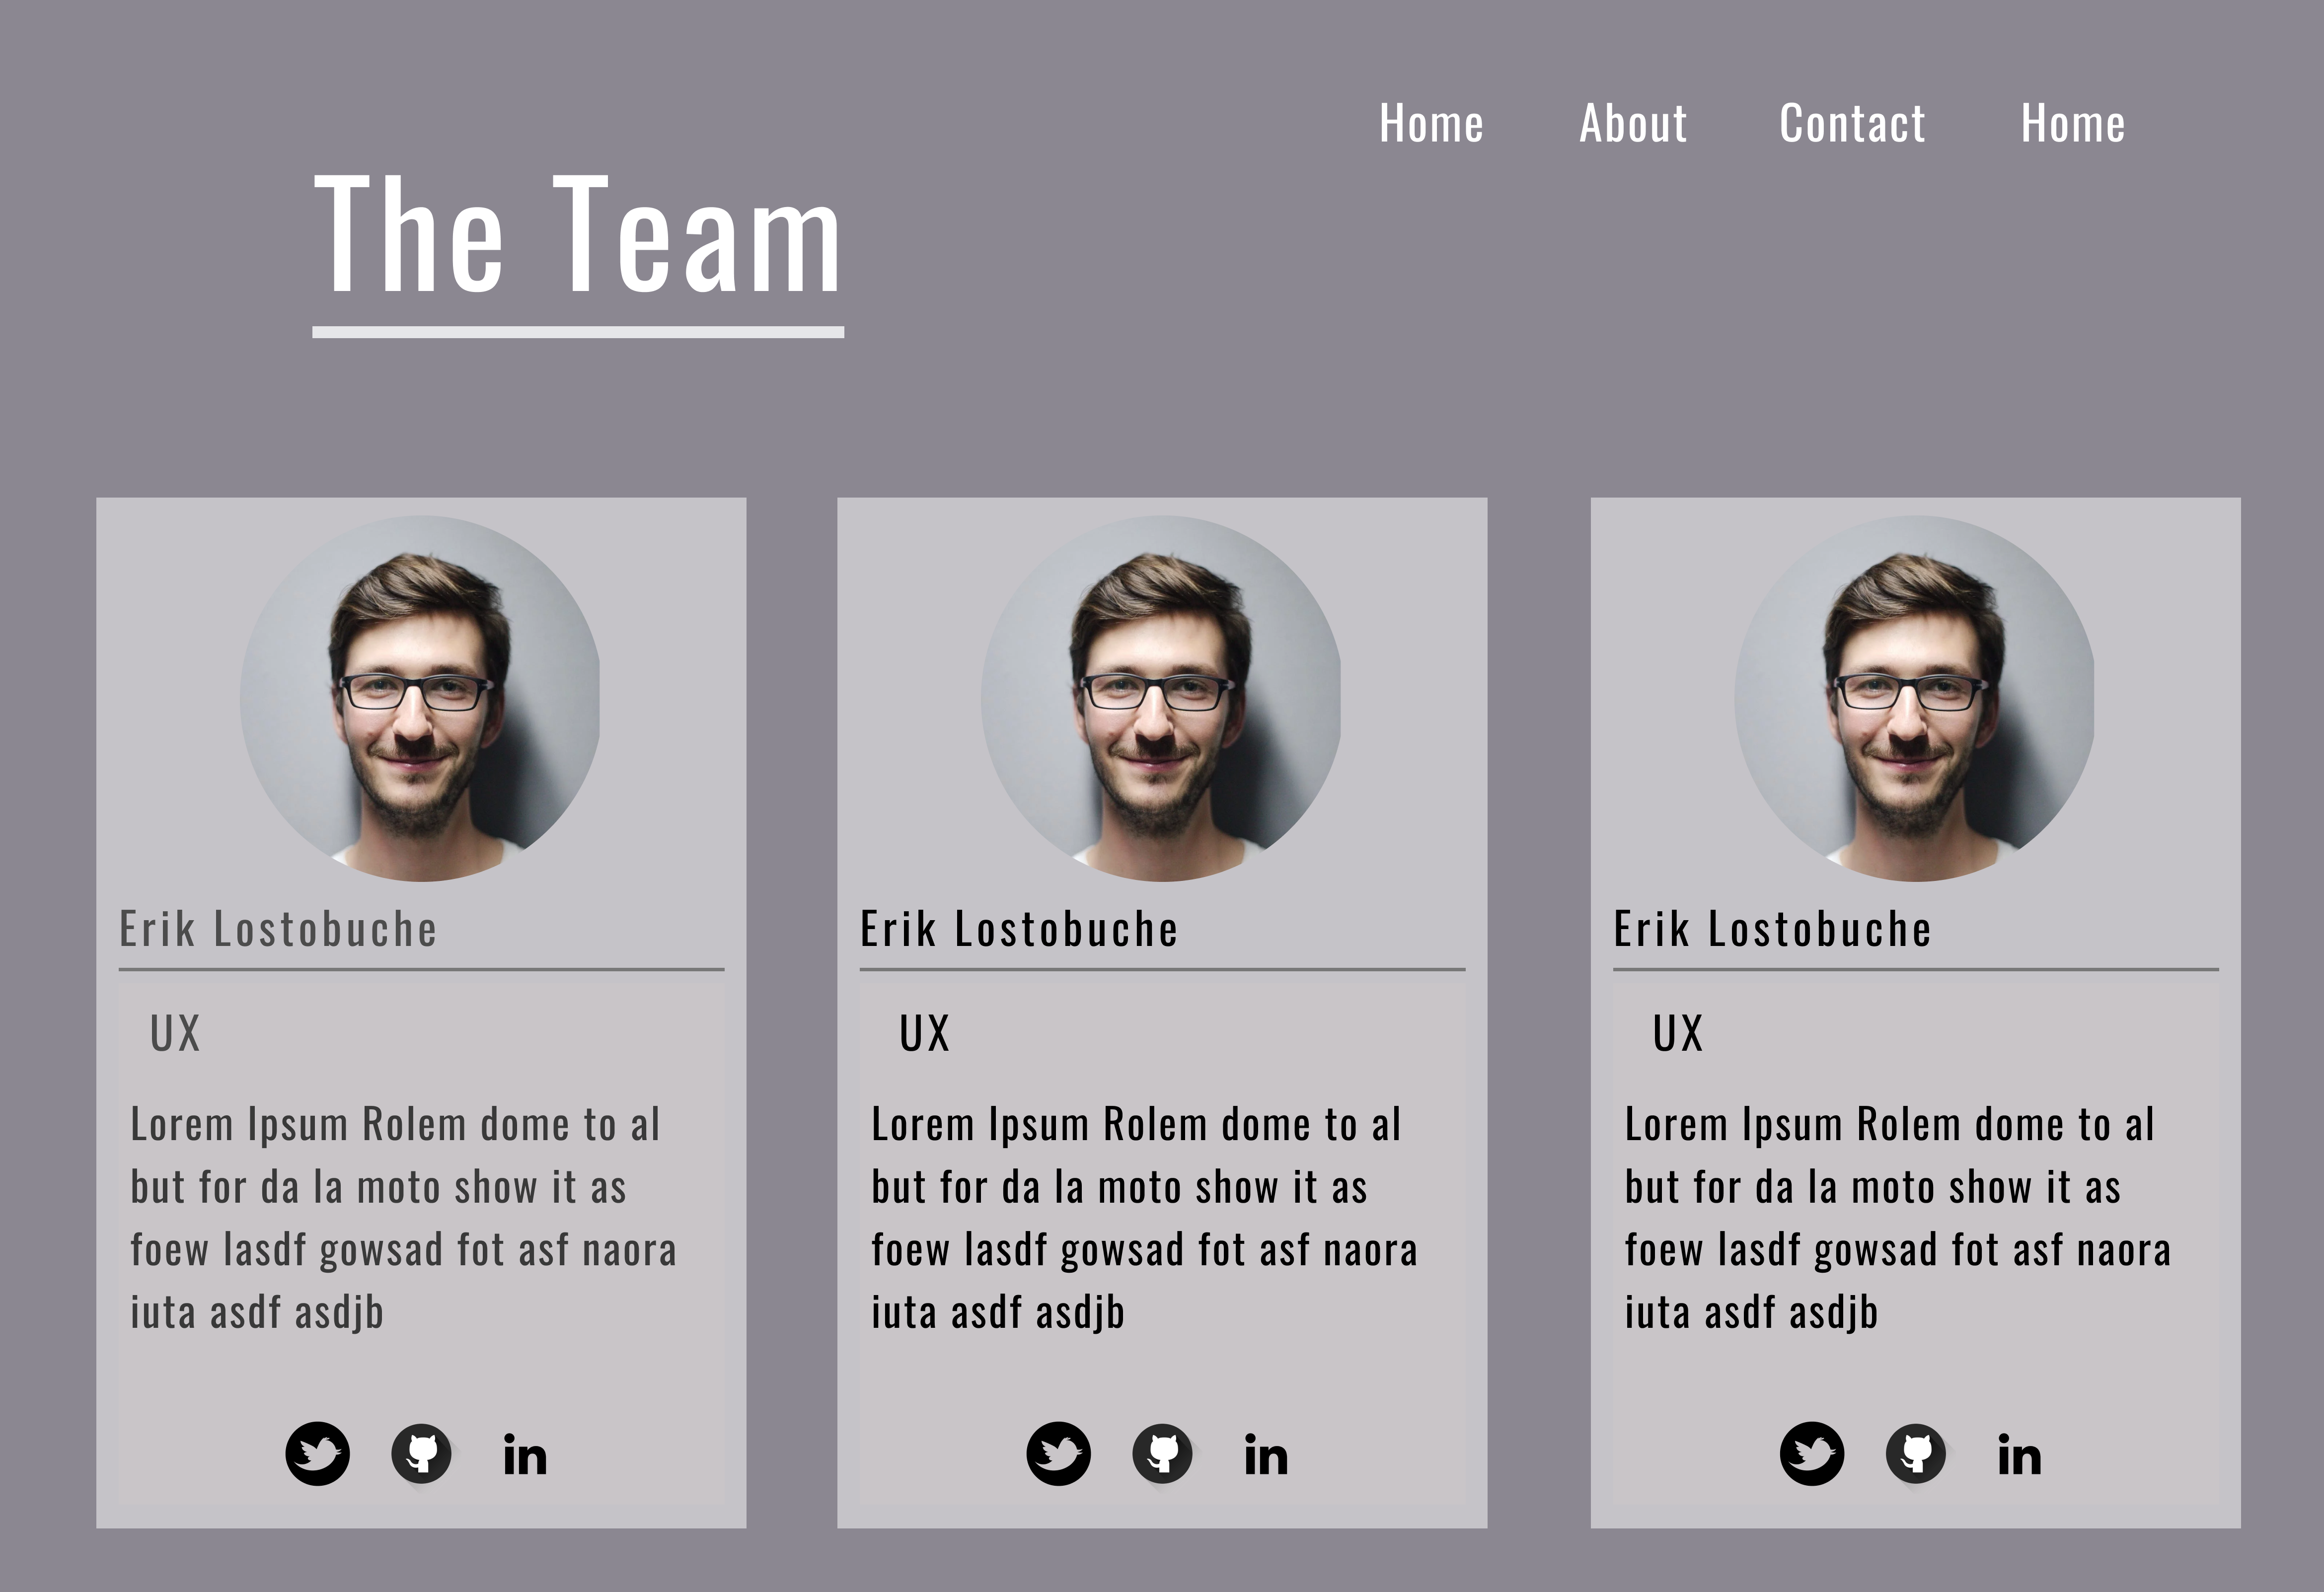 Home About Contact Home
The Team
Erik Lostobuche
UX
Lorem Ipsum Rolem dome to al
but for da la moto show it as
foew lasdf gowsad fot asf naora
iuta asdf asdjb
in
Erik Lostobuche
UX
Lorem Ipsum Rolem dome to al
but for da la moto show it as
foew lasdf gowsad fot asf naora
iuta asdf asdjb
in
Erik Lostobuche
UX
Lorem Ipsum Rolem dome to al
but for da la moto show it as
foew lasdf gowsad fot asf naora
iuta asdf asdjb
in